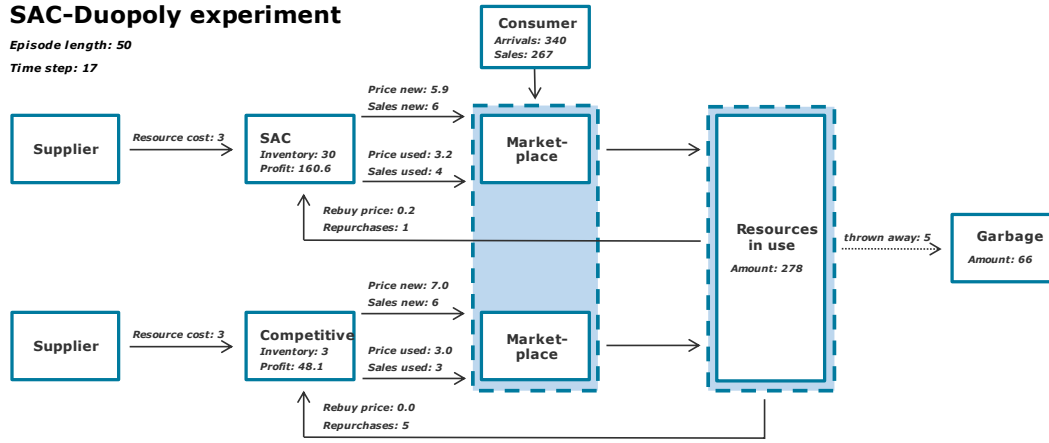 SAC-Duopoly experiment
Episode length: 50
Time step: 17
Consumer
Arrivals: 340
Sales: 267
Supplier
Resource cost: 3
SAC
Inventory: 30
Profit: 160.6
Price new: 5.9
Sales new: 6
Price used: 3.2
Sales used: 4
Market-
place
Rebuy price: 0.2
Repurchases: 1
Resources
in use
Amount: 278
thrown away: 5
Garbage
Amount: 66
Supplier
Resource cost: 3
Competitive
Inventory: 3
Profit: 48.1
Price new: 7.0
Sales new: 6
Price used: 3.0
Sales used: 3
Market-
place
Rebuy price: 0.0
Repurchases: 5